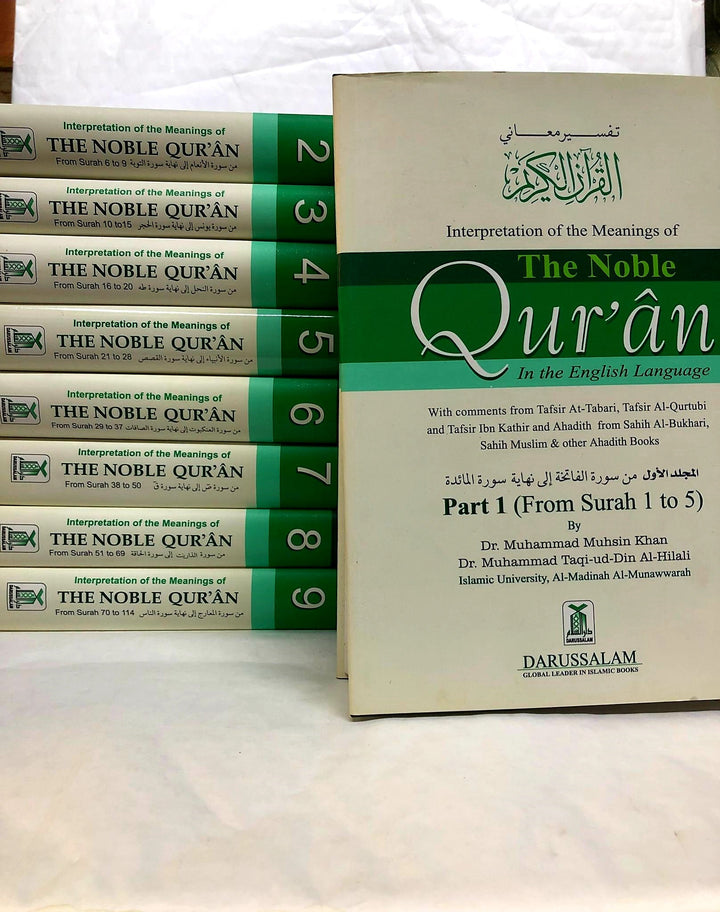 Interpretation of the Meanings of
THE NOBLE QUR'ÂN
From Surah 6 to 9 من سورة الأنعام إلى نهاية سورة التوبة
2
Interpretation of the Meanings of
THE NOBLE QUR'ÂN
From Surah 10 to15 من سورة يونس إلى نهاية سورة الحجر
3
Interpretation of the Meanings of
THE NOBLE QUR'ÂN
From Surah 16 to 20 من سورة النحل إلى نهاية سورة طه
4
Interpretation of the Meanings of
THE NOBLE QUR'ÂN
From Surah 21 to 28 من سورة الأنبياء إلى نهاية سورة القصص
5
Interpretation of the Meanings of
THE NOBLE QUR'ÂN
From Surah 29 to 37 من سورة العنكبوت إلى نهاية سورة الصافات
6
Interpretation of the Meanings of
THE NOBLE QUR'ÂN
From Surah 38 to 50 من سورة ص إلى نهاية سورة ق
7
Interpretation of the Meanings of
THE NOBLE QUR'ÂN
From Surah 51 to 69 من سورة الذاريت إلى سورة الحاقة
8
Interpretation of the Meanings of
THE NOBLE QUR'ÂN
From Surah 70 to 114 من سورة المعارج إلى نهاية سورة الناس
9
تفسير معاني
القرآن الكريم
Interpretation of the Meanings of
The Noble
Qur'ân
In the English Language
With comments from Tafsir At-Tabari, Tafsir Al-Qurtubi
and Tafsir Ibn Kathir and Ahadith from Sahih Al-Bukhari,
Sahih Muslim & other Ahadith Books
المجلد الأول من سورة الفاتحة إلى نهاية سورة المائدة
Part 1 (From Surah 1 to 5)
By
Dr. Muhammad Muhsin Khan
Dr. Muhammad Taqi-ud-Din Al-Hilali
Islamic University, Al-Madinah Al-Munawwarah
دار السلام
DARUSSALAM
DARUSSALAM
GLOBAL LEADER IN ISLAMIC BOOKS